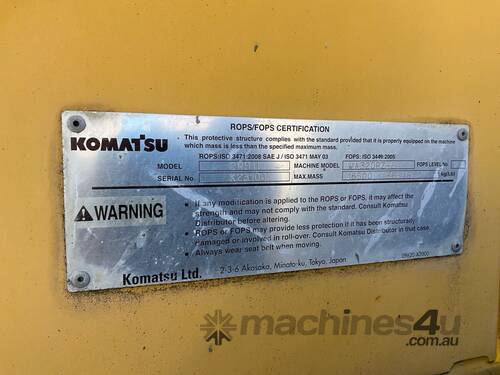 ROPS/FOPS CERTIFICATION
KOMATSU
This protective structure complies with the standard provided that it is properly equipped on the machine
which mass is less than the specified maximum mass.
ROPS:ISO 3471:2008 SAE J / ISO 3471 MAY 03 FOPS: ISO 3449:2005
MODEL MACHINE MODEL FOPS LEVEL No.
SERIAL No. MAX.MASS kg(Lb)
WARNING
• If any modification is applied to the ROPS or FOPS, it may affect the
strength and may not comply with the standard. Consult Komatsu
Distributor before altering.
• ROPS or FOPS may provide less protection if it has been structurally
damaged or involved in roll-over. Consult Komatsu Distributor in that case.
• Always wear seat belt when moving.
Komatsu Ltd. 2-3-6 Akasaka, Minato-ku, Tokyo, Japan
machines4u
.com.au